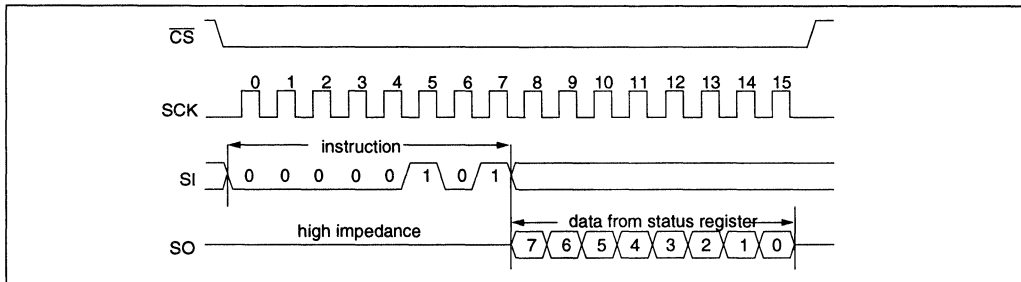 CS
0 1 2 3 4 5 6 7 8 9 10 11 12 13 14 15
SCK
instruction
SI 0 0 0 0 0 1 0 1
high impedance
data from status register
SO 7 6 5 4 3 2 1 0